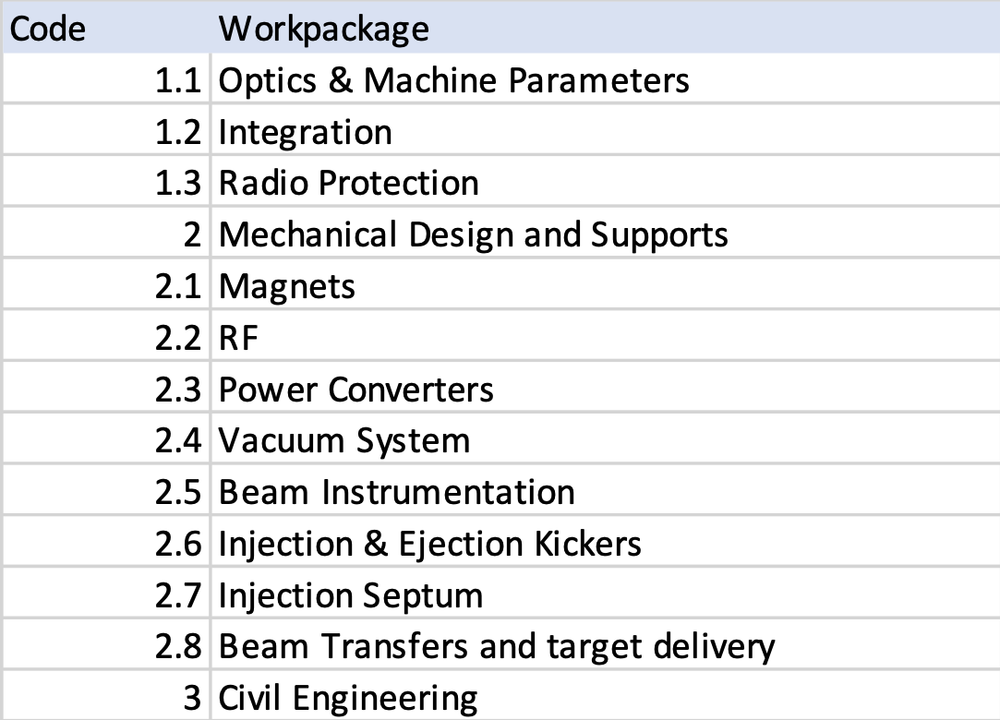 Code Workpackage
1.1 Optics & Machine Parameters
1.2 Integration
1.3 Radio Protection
2 Mechanical Design and Supports
2.1 Magnets
2.2 RF
2.3 Power Converters
2.4 Vacuum System
2.5 Beam Instrumentation
2.6 Injection & Ejection Kickers
2.7 Injection Septum
2.8 Beam Transfers and target delivery
3 Civil Engineering